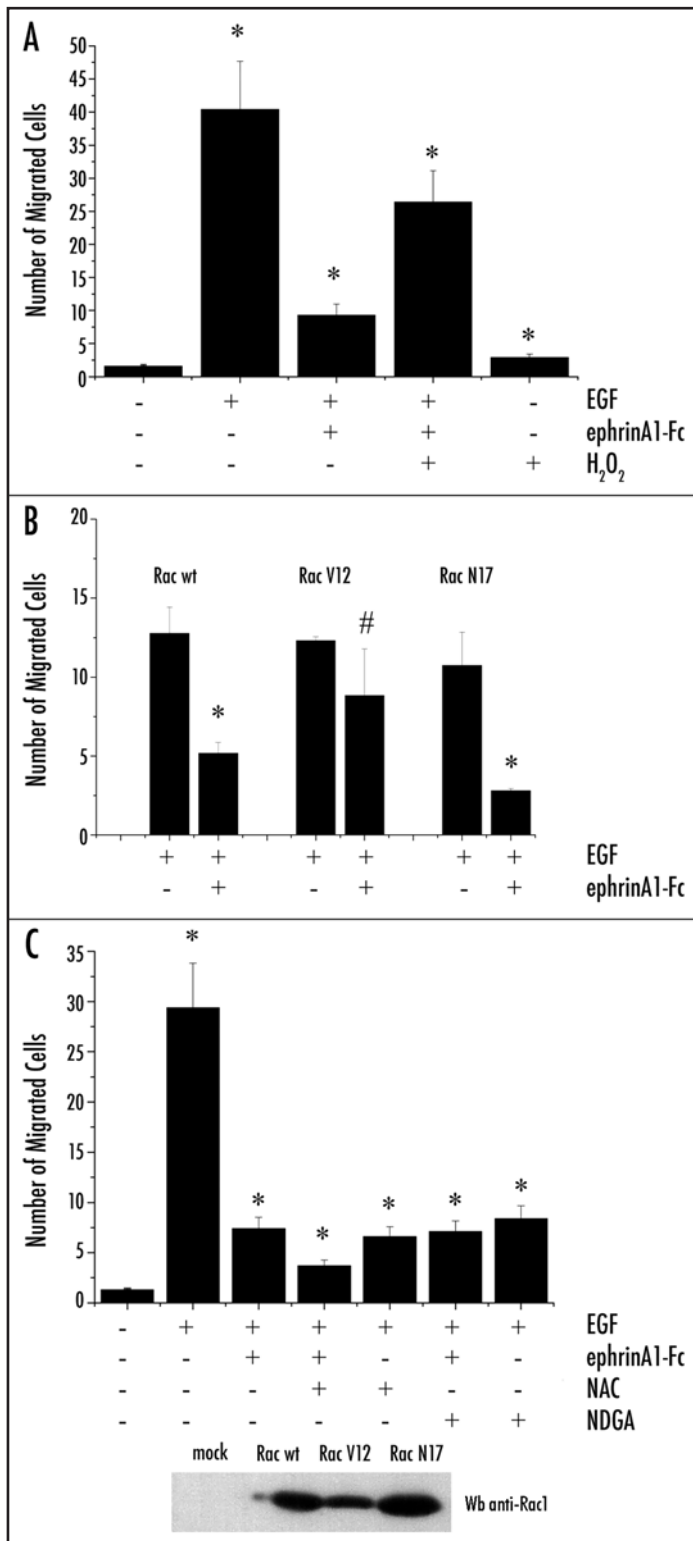 A
*
50
45
40
35
30
25
20
15
10
5
0
Number of Migrated Cells
*
*
*
- + + + - EGF
- - + + - ephrinA1-Fc
- - - + + H₂O₂
B
20
15
10
5
0
Number of Migrated Cells
Rac wt Rac V12 Rac N17
#
*
*
+ + + + + + EGF
- + - + - + ephrinA1-Fc
C
*
35
30
25
20
15
10
5
0
Number of Migrated Cells
* * * * *
- + + + + + + EGF
- - + + - + - ephrinA1-Fc
- - - + + - - NAC
- - - - - + + NDGA
mock Rac wt Rac V12 Rac N17
Wb anti-Rac1